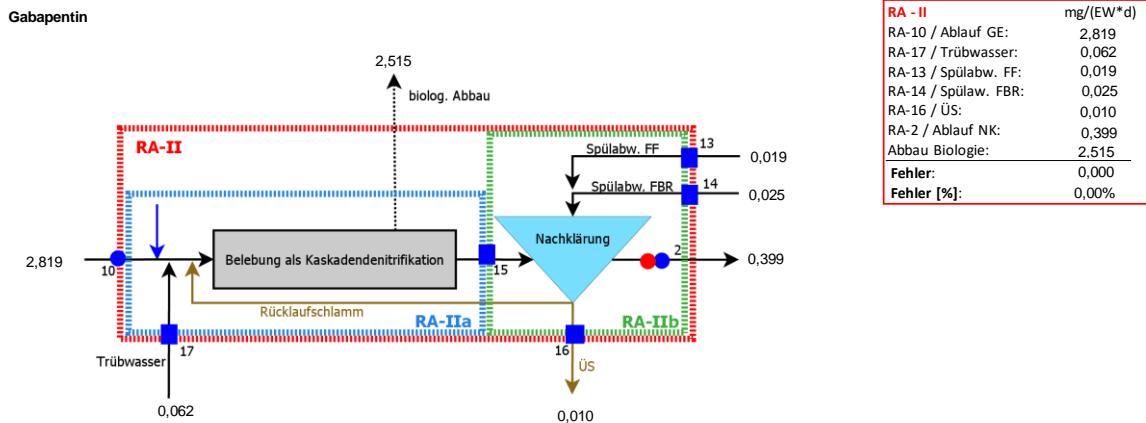 Gabapentin
2,515
biolog. Abbau
RA-II
Spülabw. FF
13
0,019
Spülabw. FBR
14
0,025
Nachklärung
2,819
10
Belebung als Kaskadendenitrifikation
15
2
0,399
Rücklaufschlamm
RA-IIa
RA-IIb
Trübwasser
17
16
ÜS
0,062
0,010
RA - II mg/(EW*d)
RA-10 / Ablauf GE: 2,819
RA-17 / Trübwasser: 0,062
RA-13 / Spülabw. FF: 0,019
RA-14 / Spülaw. FBR: 0,025
RA-16 / ÜS: 0,010
RA-2 / Ablauf NK: 0,399
Abbau Biologie: 2,515
Fehler: 0,000
Fehler [%]: 0,00%